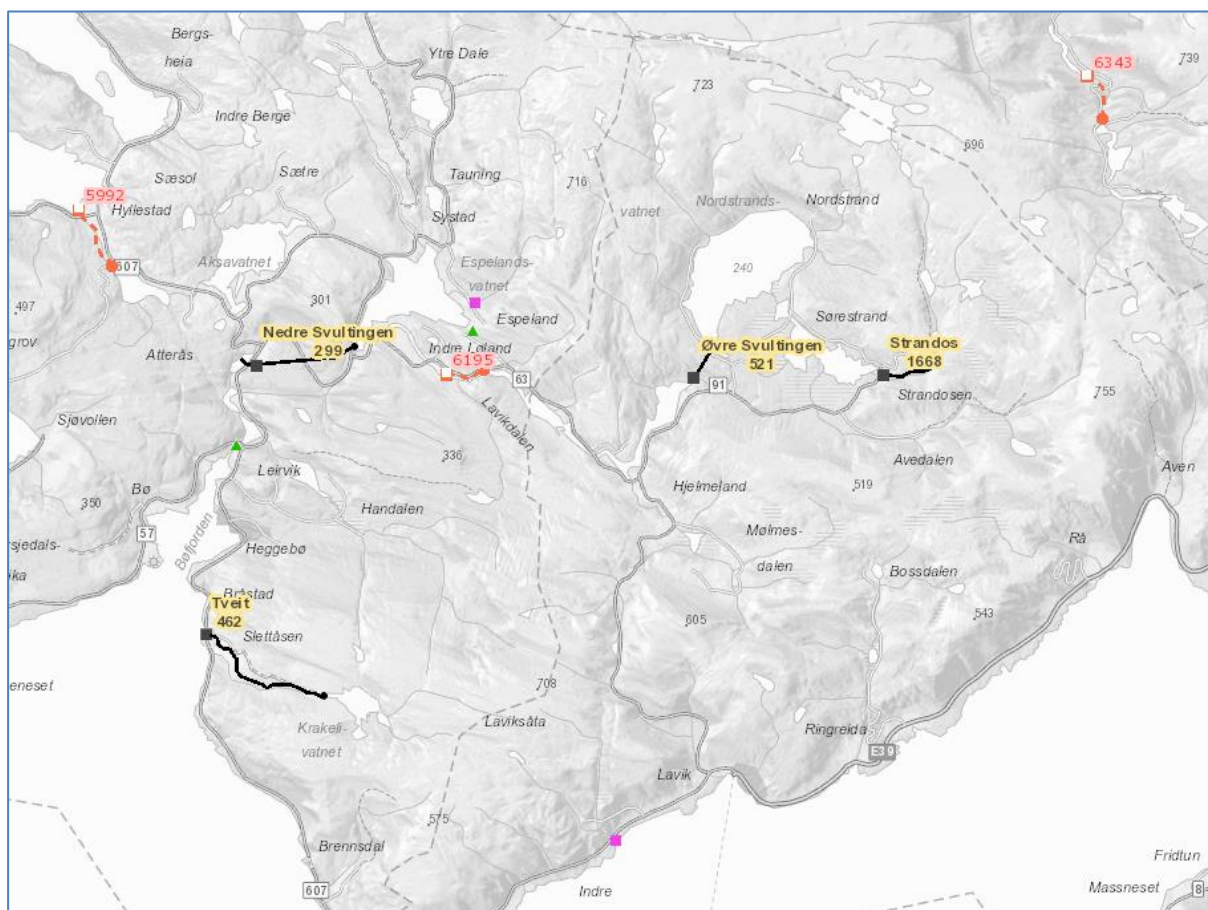 Bergs-
heia
Ytre Dale
6343
739
723
Indre Berge
696
Sæsol
Sætre
Tauning
716
5992
Hyllestad
Systad
vatnet
Nordstrands-
Nordstrand
607
Aksavatnet
Espelands-
vatnet
240
497
grov
301
Espeland
Sørestrand
Nedre Svultingen
299
Atterås
Indre Løland
6195
63
Øvre Svultingen
521
Strandos
1668
91
Strandosen
755
Sjøvollen
Lavikdalen
336
Avedalen
Aven
Leirvik
Bø
350
Handalen
Hjelmeland
519
57
Bøfjorden
sjedals-
ika
Heggebø
Mølmes-
dalen
Rå
Bossdalen
Bråstad
Tveit
462
Slettåsen
605
543
eneset
708
Krakeli-
vatnet
Laviksåta
Ringreida
E39
Lavik
575
Brennsdal
607
Indre
Fridtun
Massneset
8